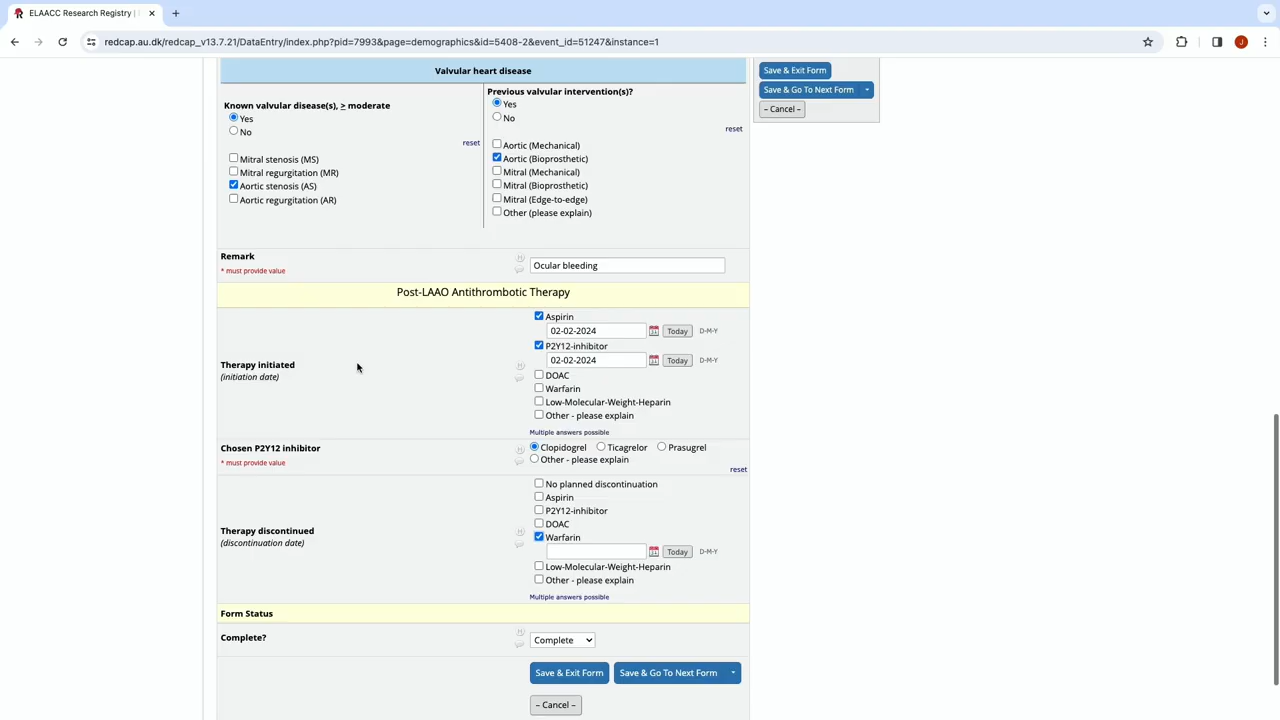 ELAACC Research Registry |
redcap.au.dk/redcap_v13.7.21/DataEntry/index.php?pid=7993&page=demographics&id=5408-2&event_id=51247&instance=1
J
Save & Exit Form
Save & Go To Next Form
– Cancel –
Valvular heart disease
Known valvular disease(s), > moderate
Yes
No
reset
Mitral stenosis (MS)
Mitral regurgitation (MR)
Aortic stenosis (AS)
Aortic regurgitation (AR)
Previous valvular intervention(s)?
Yes
No
reset
Aortic (Mechanical)
Aortic (Bioprosthetic)
Mitral (Mechanical)
Mitral (Bioprosthetic)
Mitral (Edge-to-edge)
Other (please explain)
Remark
* must provide value
Ocular bleeding
Post-LAAO Antithrombotic Therapy
Therapy initiated
(initiation date)
Aspirin
02-02-2024 Today D-M-Y
P2Y12-inhibitor
02-02-2024 Today D-M-Y
DOAC
Warfarin
Low-Molecular-Weight-Heparin
Other - please explain
Multiple answers possible
Chosen P2Y12 inhibitor
* must provide value
Clopidogrel Ticagrelor Prasugrel
Other - please explain
reset
Therapy discontinued
(discontinuation date)
No planned discontinuation
Aspirin
P2Y12-inhibitor
DOAC
Warfarin
Today D-M-Y
Low-Molecular-Weight-Heparin
Other - please explain
Multiple answers possible
Form Status
Complete?
Complete
Save & Exit Form Save & Go To Next Form
– Cancel –